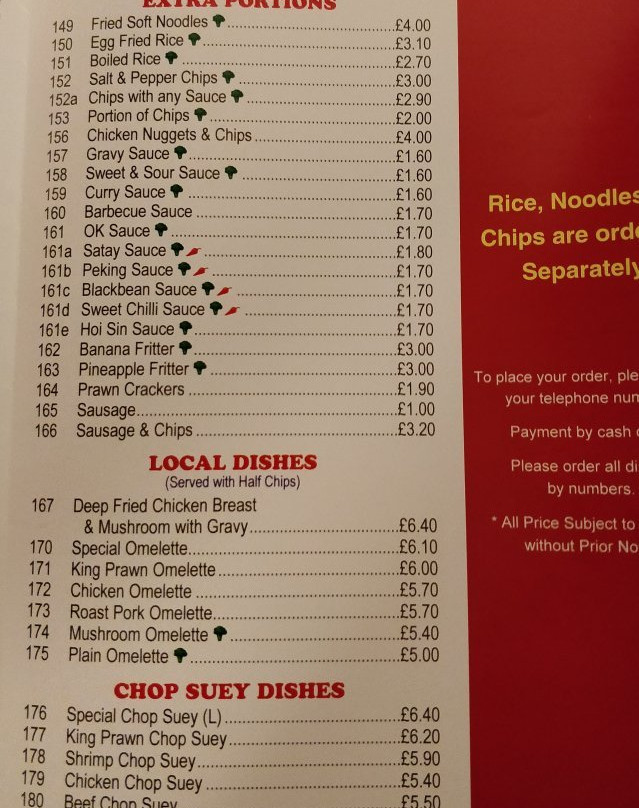 EXTRA PORTIONS
149 Fried Soft Noodles £4.00
150 Egg Fried Rice £3.10
151 Boiled Rice £2.70
152 Salt & Pepper Chips £3.00
152a Chips with any Sauce £2.90
153 Portion of Chips £2.00
156 Chicken Nuggets & Chips £4.00
157 Gravy Sauce £1.60
158 Sweet & Sour Sauce £1.60
159 Curry Sauce £1.60
160 Barbecue Sauce £1.70
161 OK Sauce £1.70
161a Satay Sauce £1.80
161b Peking Sauce £1.70
161c Blackbean Sauce £1.70
161d Sweet Chilli Sauce £1.70
161e Hoi Sin Sauce £1.70
162 Banana Fritter £3.00
163 Pineapple Fritter £3.00
164 Prawn Crackers £1.90
165 Sausage £1.00
166 Sausage & Chips £3.20
LOCAL DISHES
(Served with Half Chips)
167 Deep Fried Chicken Breast
& Mushroom with Gravy £6.40
170 Special Omelette £6.10
171 King Prawn Omelette £6.00
172 Chicken Omelette £5.70
173 Roast Pork Omelette £5.70
174 Mushroom Omelette £5.40
175 Plain Omelette £5.00
CHOP SUEY DISHES
176 Special Chop Suey (L) £6.40
177 King Prawn Chop Suey £6.20
178 Shrimp Chop Suey £5.90
179 Chicken Chop Suey £5.40
180 Beef Chop Suey £5.50
Rice, Noodles
Chips are orde
Separately
To place your order, ple
your telephone num
Payment by cash
Please order all di
by numbers.
* All Price Subject to
without Prior No